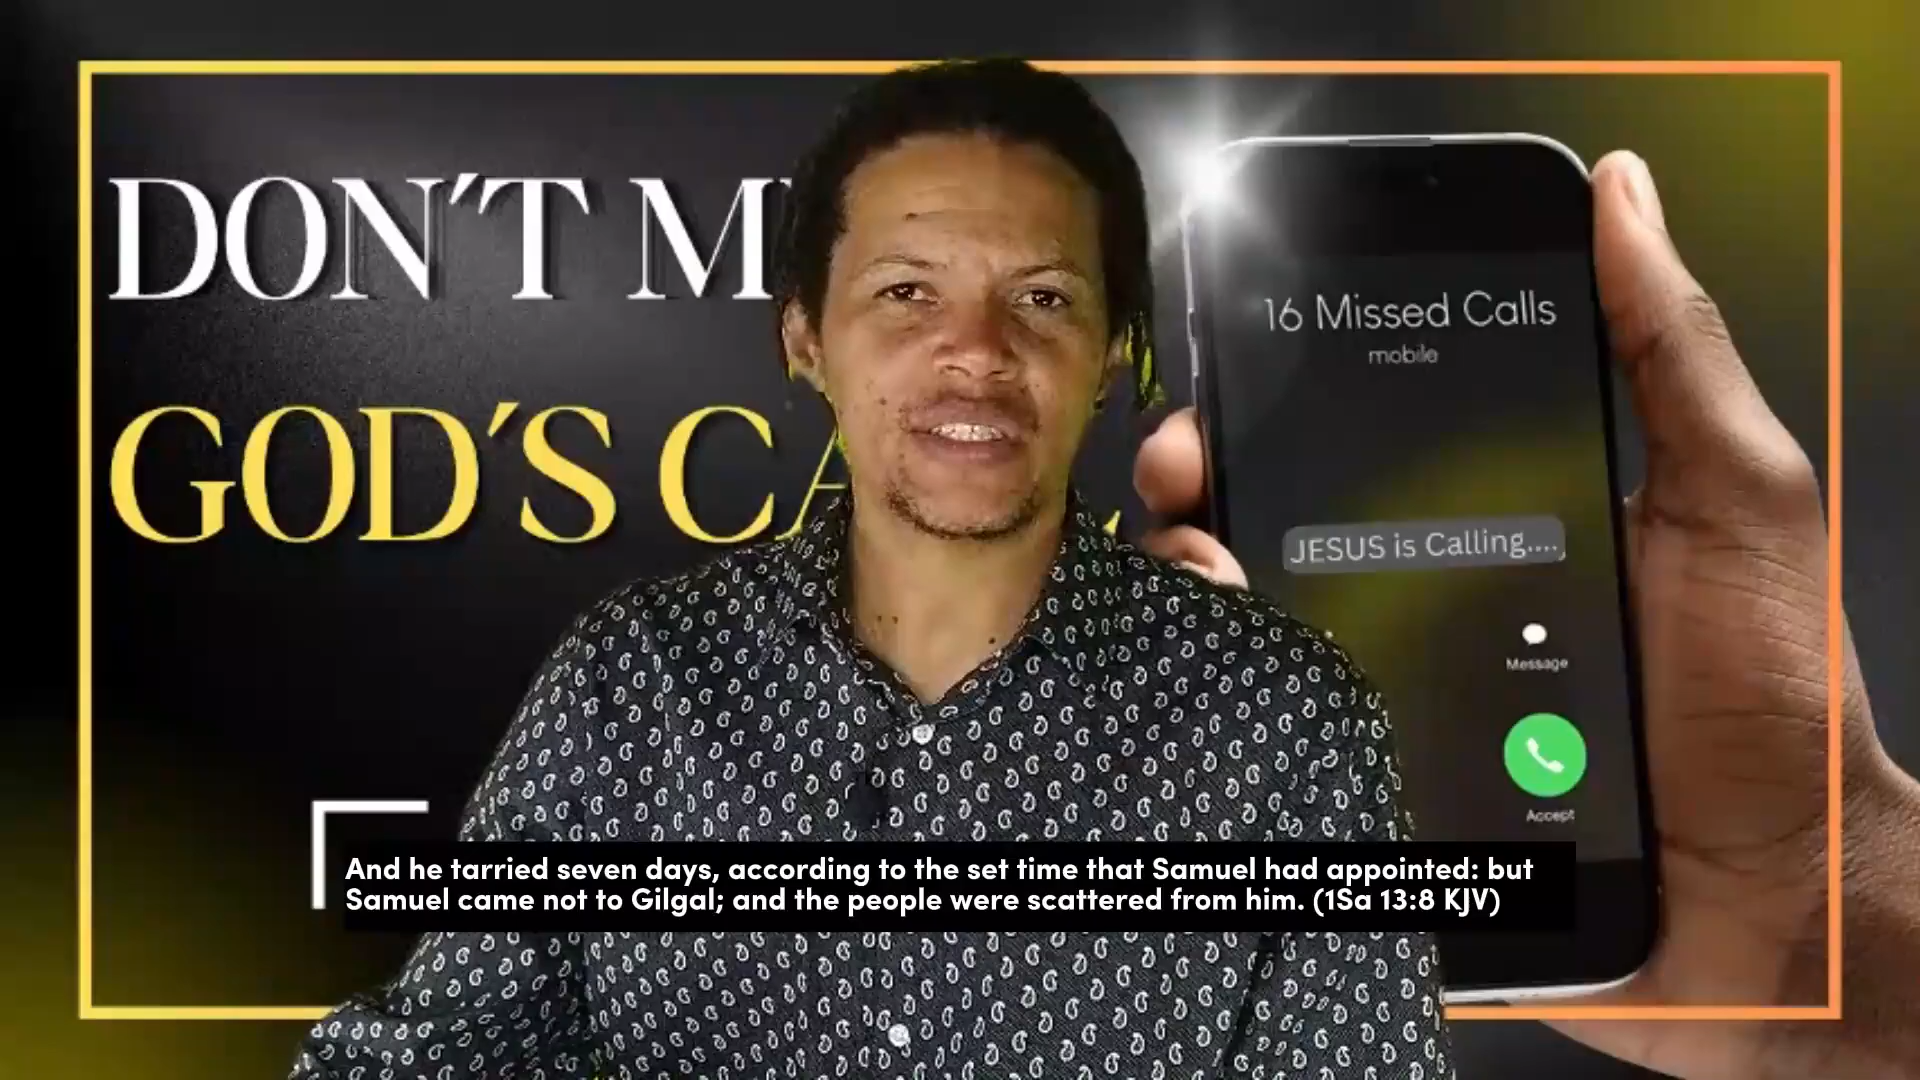 DON'T M
GOD'S CA
16 Missed Calls
mobile
JESUS is Calling....
Message
Accept
And he tarried seven days, according to the set time that Samuel had appointed: but
Samuel came not to Gilgal; and the people were scattered from him. (1Sa 13:8 KJV)